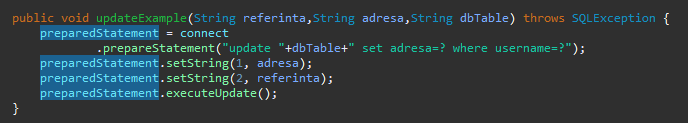 public void updateExample(String referinta,String adresa,String dbTable) throws SQLException {
preparedStatement = connect
.prepareStatement("update "+dbTable+" set adresa=? where username=?");
preparedStatement.setString(1, adresa);
preparedStatement.setString(2, referinta);
preparedStatement.executeUpdate();
}